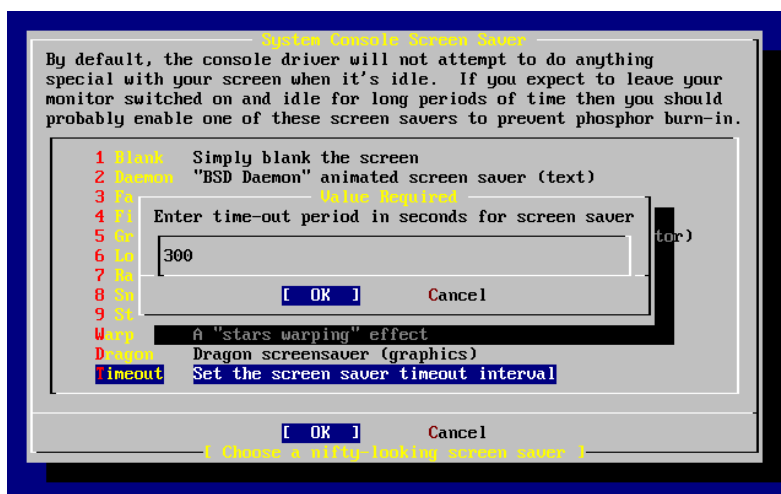 System Console Screen Saver
By default, the console driver will not attempt to do anything
special with your screen when it's idle.  If you expect to leave your
monitor switched on and idle for long periods of time then you should
probably enable one of these screen savers to prevent phosphor burn-in.
1 Blank Simply blank the screen
2 Daemon "BSD Daemon" animated screen saver (text)
3 Fa
Value Required
4 Fi
Enter time-out period in seconds for screen saver
5 Gr
tor)
6 Lo
300
7 Ra
8 Sn
[ OK ] Cancel
9 St
Warp A "stars warping" effect
Dragon Dragon screensaver (graphics)
Timeout Set the screen saver timeout interval
[ OK ] Cancel
[ Choose a nifty-looking screen saver ]